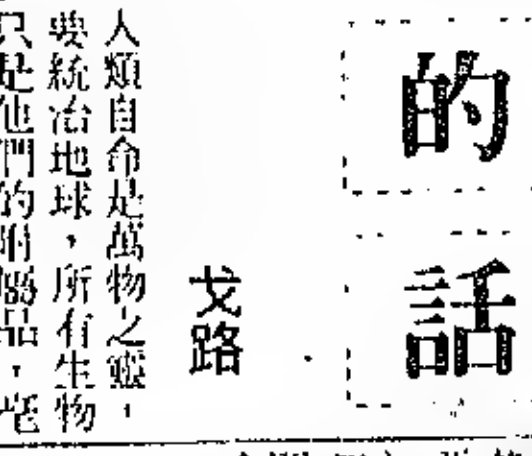 的話
戈路
人類自命是萬物之靈，
要統治地球，所有生物
只是他們的附屬品，